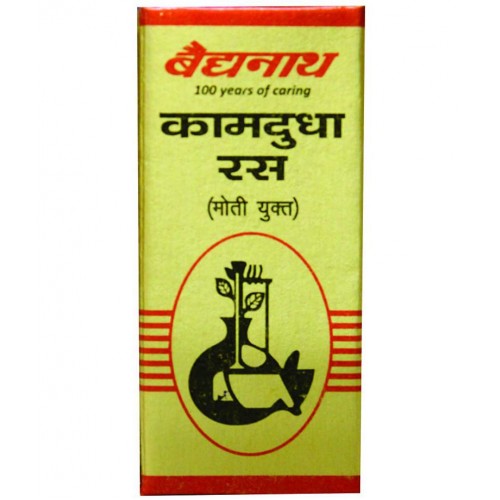 बैद्यनाथ
100 years of caring
कामदुधा
रस
(मोती युक्त)